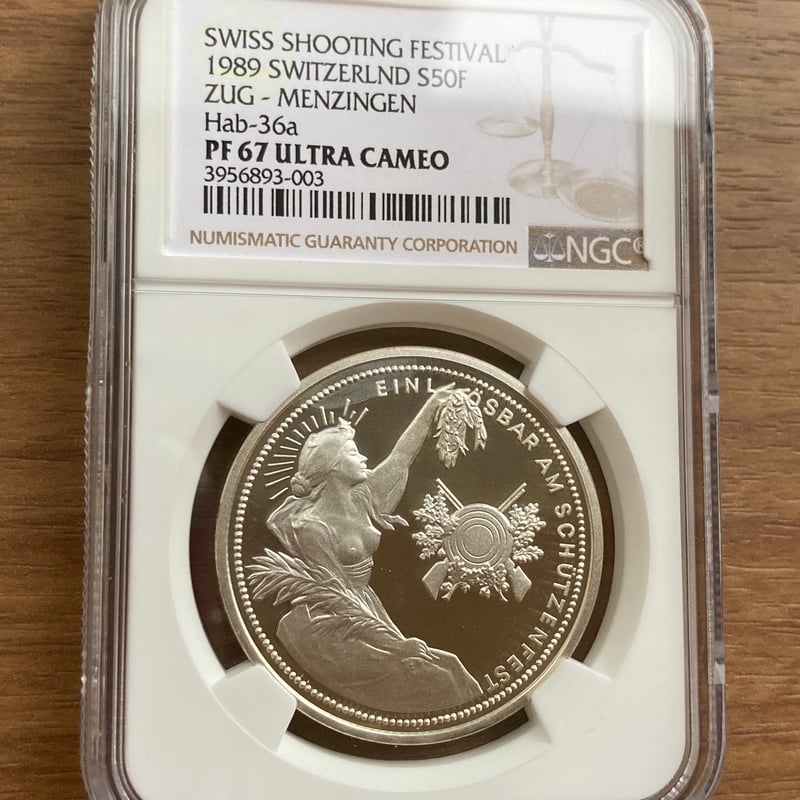 SWISS SHOOTING FESTIVAL
1989 SWITZERLND S50F
ZUG - MENZINGEN
Hab-36a
PF 67 ULTRA CAMEO
3956893-003
NUMISMATIC GUARANTY CORPORATION
NGC®
EINLÖSBAR AM SCHÜTZENFEST